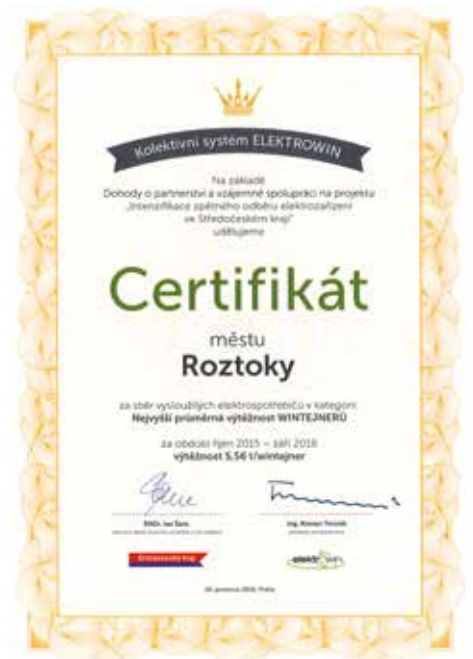 Kolektivní systém ELEKTROWIN
Na základě
Dohody o partnerství a vzájemné spolupráci na projektu
„Intenzifikace zpětného odběru elektrozařízení
ve Středočeském kraji"
udělujeme
Certifikát
městu
Roztoky
za sběr vysloužilých elektrospotřebičů v kategorii
Nejvyšší průměrná výtěžnost WINTEJNERŮ
za období říjen 2015 – září 2016
výtěžnost 5,56 t/wintejner
Ing. Roman Tvrzník
Středočeský kraj
elektrowin